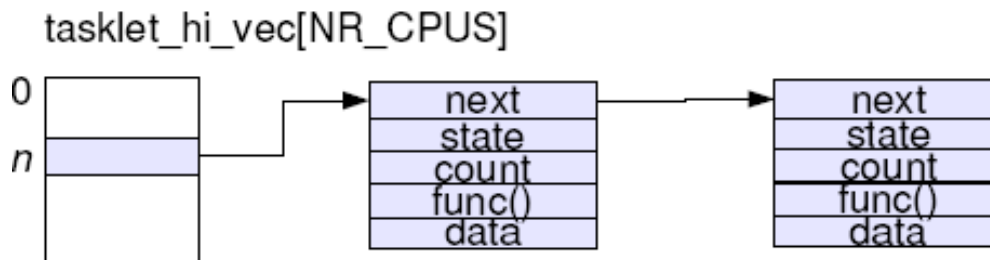 tasklet_hi_vec[NR_CPUS]
0
n
next
state
count
func()
data
next
state
count
func()
data